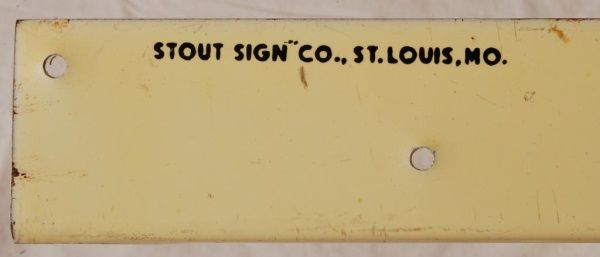 STOUT SIGN CO., ST. LOUIS, MO.